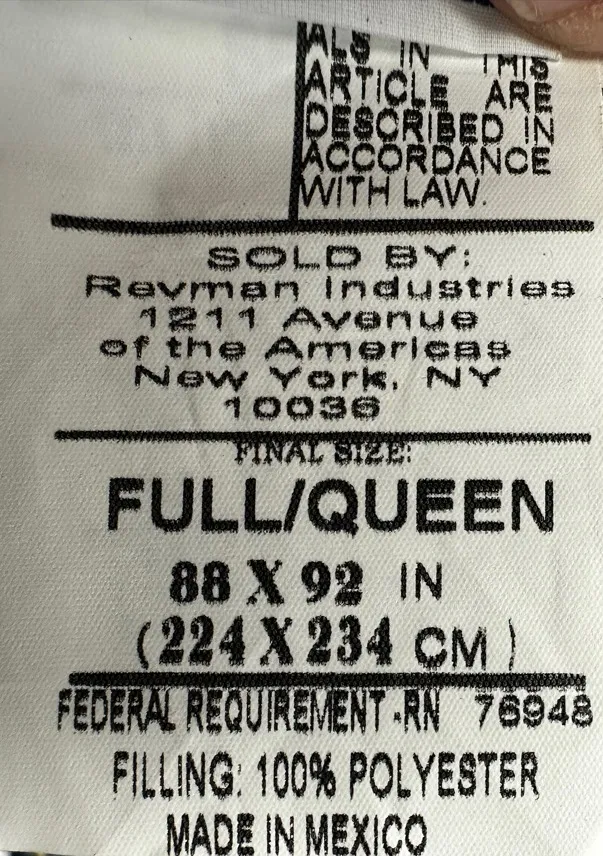 ALS IN THIS
ARTICLE ARE
DESCRIBED IN
ACCORDANCE
WITH LAW.
SOLD BY:
Revman Industries
1211 Avenue
of the Americas
New York, NY
10036
FINAL SIZE:
FULL/QUEEN
88 X 92 IN
(224 X 234 CM)
FEDERAL REQUIREMENT -RN 76948
FILLING: 100% POLYESTER
MADE IN MEXICO